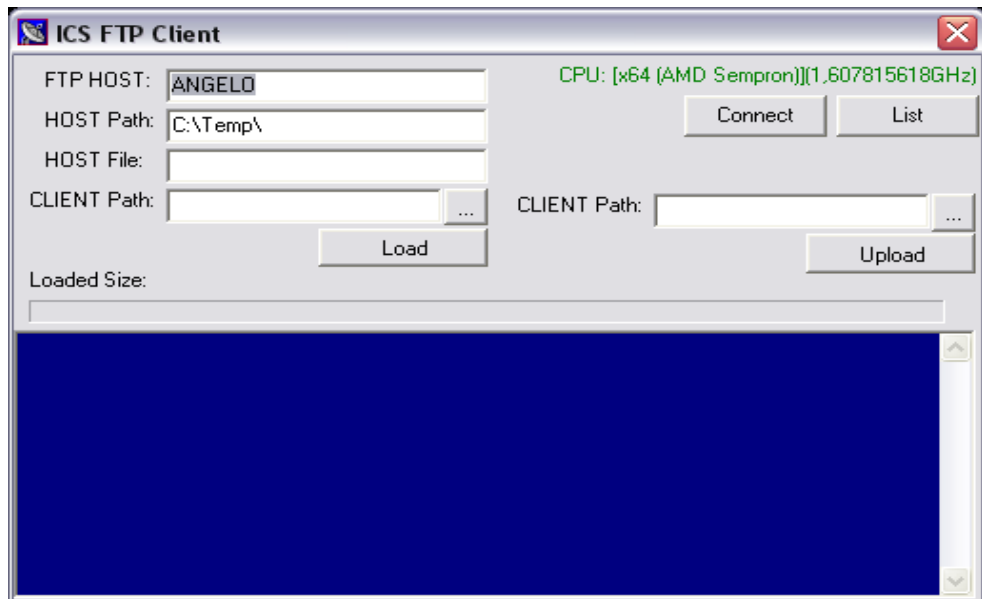 ICS FTP Client
FTP HOST: ANGELO
CPU: [x64 (AMD Sempron)](1,607815618GHz)
HOST Path: C:\Temp\
Connect List
HOST File:
CLIENT Path: ...
CLIENT Path: ...
Load
Upload
Loaded Size: